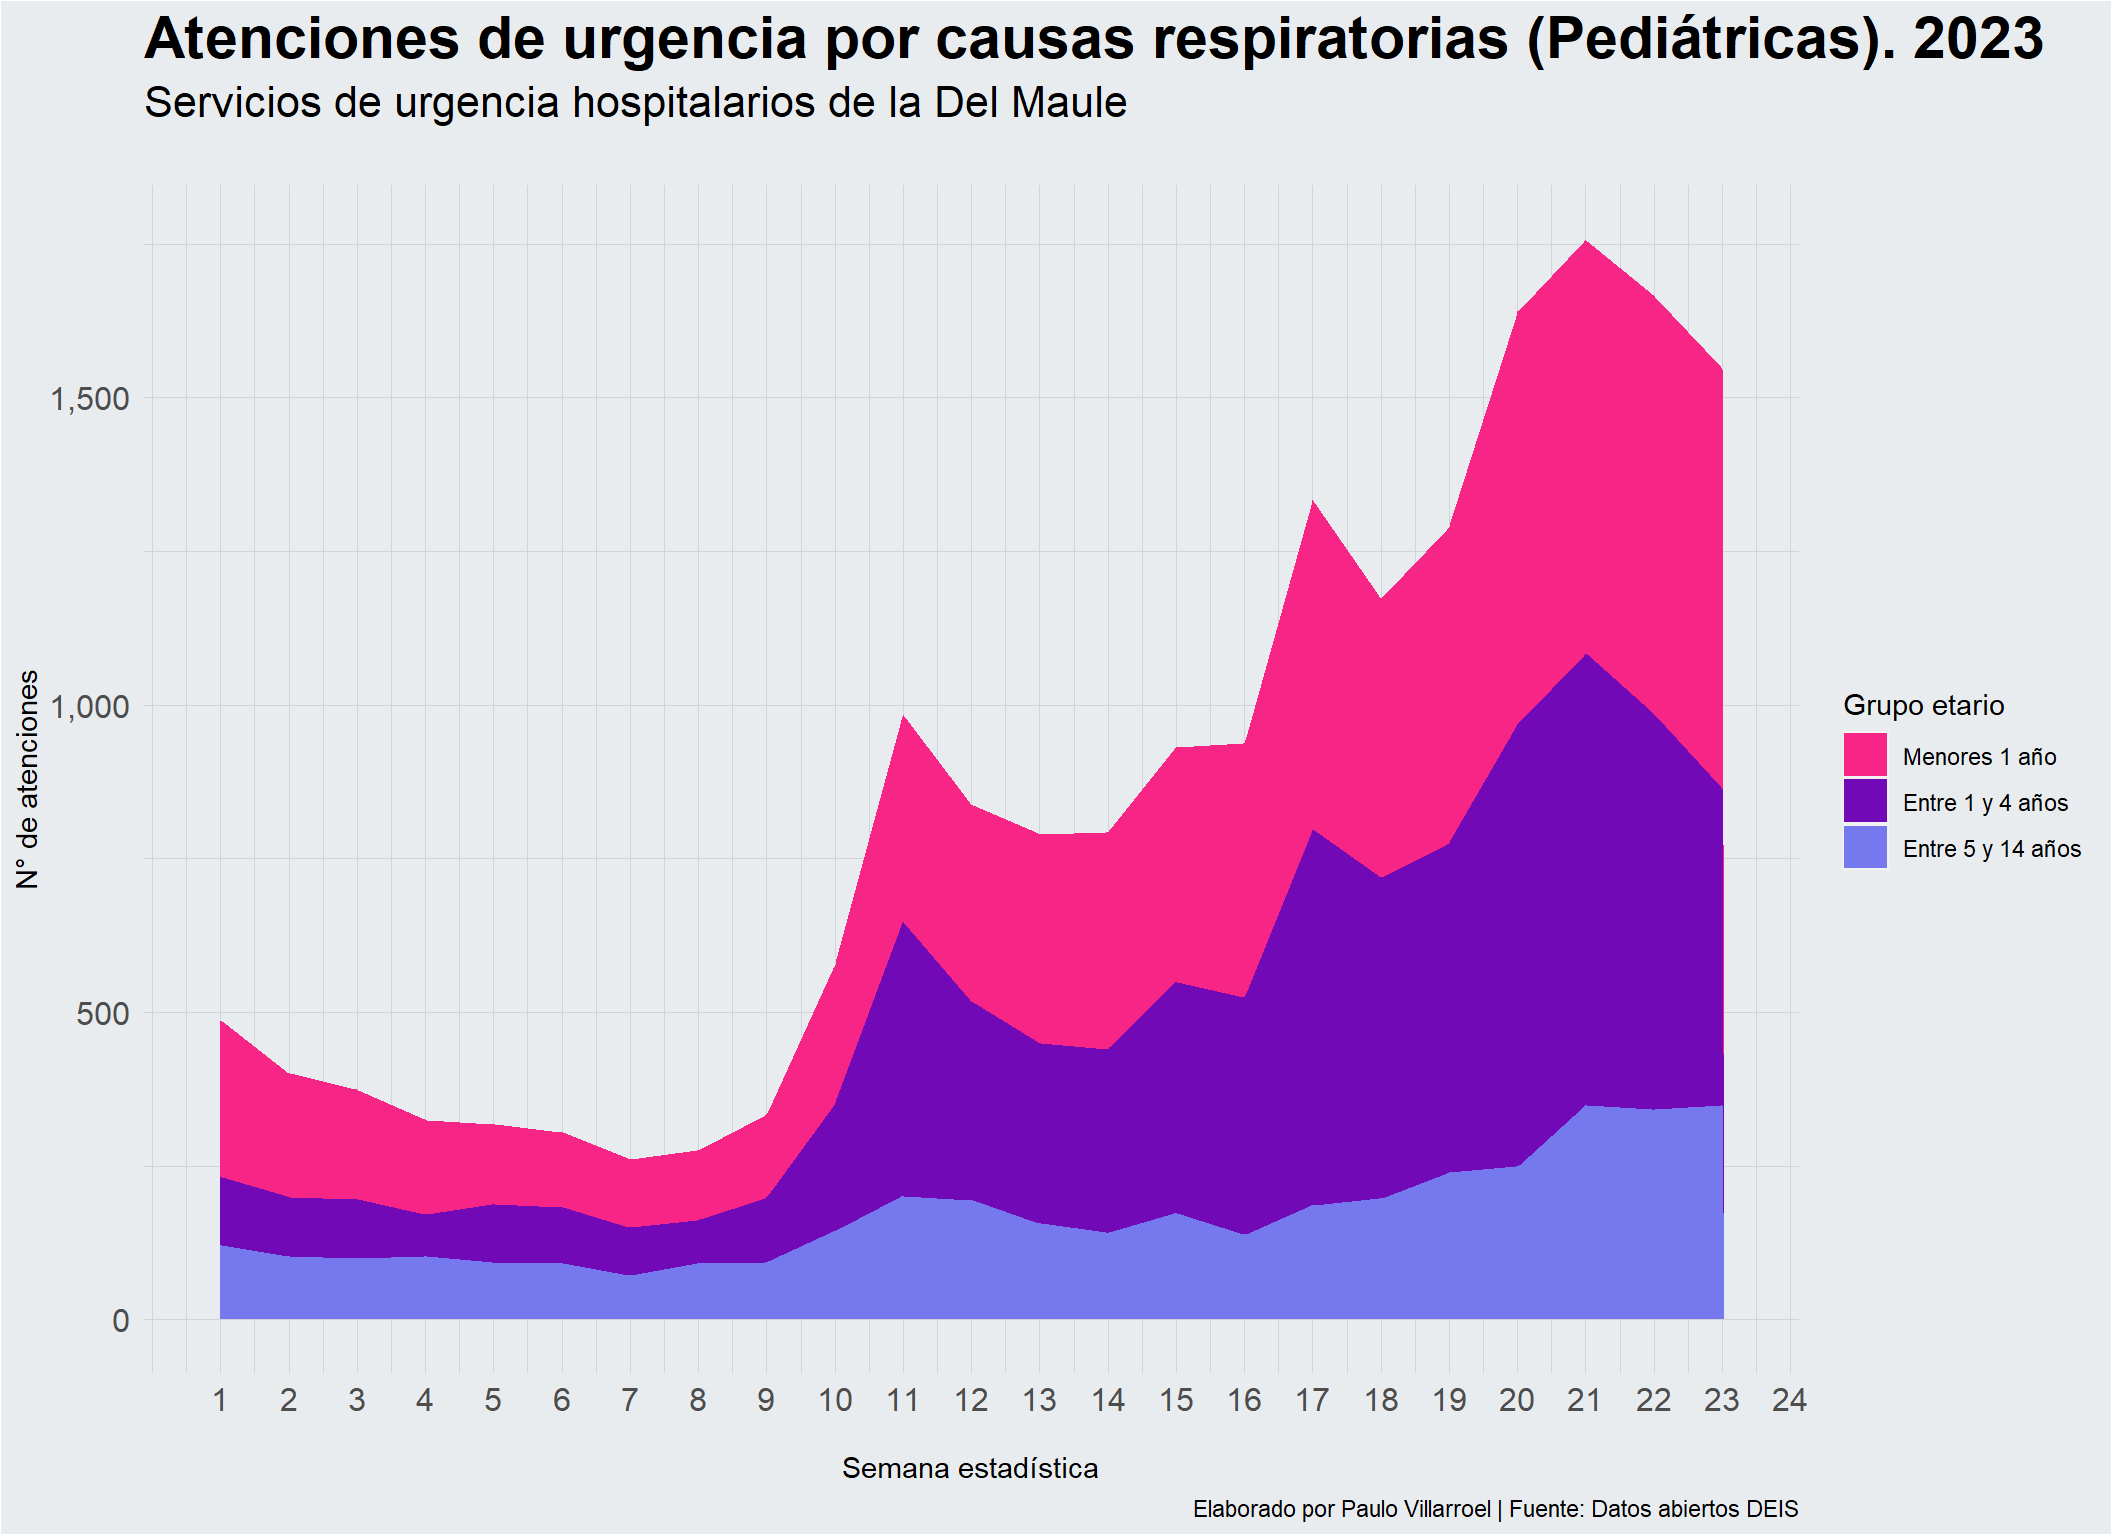 Atenciones de urgencia por causas respiratorias (Pediátricas). 2023
Servicios de urgencia hospitalarios de la Del Maule
N° de atenciones
1,500
1,000
500
0
1 2 3 4 5 6 7 8 9 10 11 12 13 14 15 16 17 18 19 20 21 22 23 24
Semana estadística
Grupo etario
Menores 1 año
Entre 1 y 4 años
Entre 5 y 14 años
Elaborado por Paulo Villarroel | Fuente: Datos abiertos DEIS